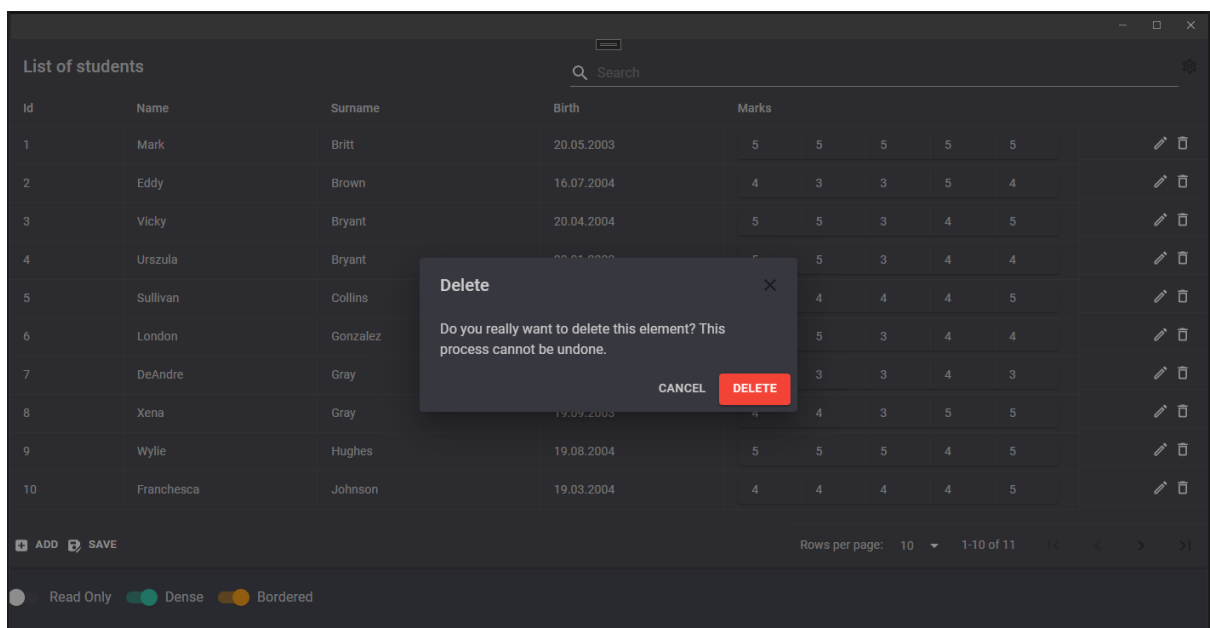 List of students
Search
Id Name Surname Birth Marks
1 Mark Britt 20.05.2003 5 5 5 5 5
2 Eddy Brown 16.07.2004 4 3 3 5 4
3 Vicky Bryant 20.04.2004 5 5 3 4 5
4 Urszula Bryant 5 3 4 4
5 Sullivan Collins 4 4 4 5
6 London Gonzalez 5 3 4 4
7 DeAndre Gray 3 3 4 3
8 Xena Gray 19.09.2003 4 4 3 5 5
9 Wylie Hughes 19.08.2004 5 5 5 4 5
10 Franchesca Johnson 19.03.2004 4 4 4 4 5
Delete
Do you really want to delete this element? This
process cannot be undone.
CANCEL DELETE
ADD SAVE Rows per page: 10 1-10 of 11
Read Only Dense Bordered